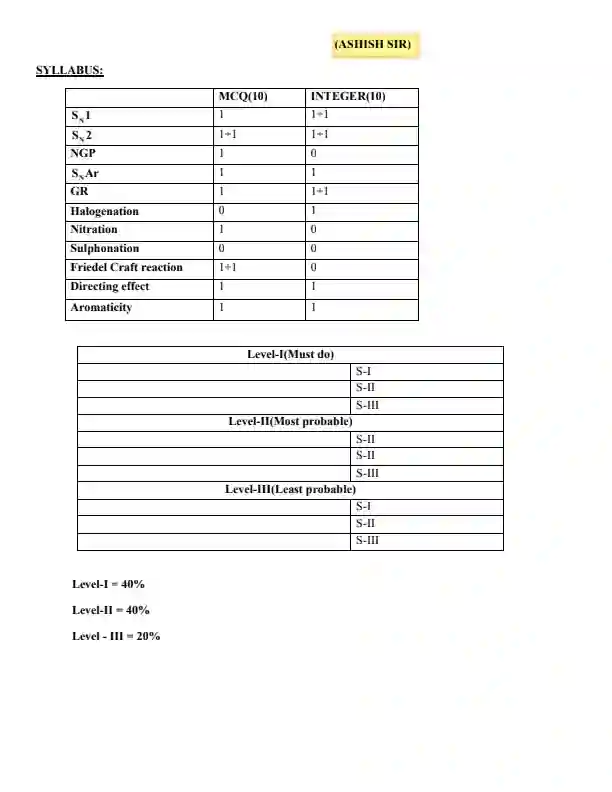 (ASHISH SIR)
SYLLABUS:
MCQ(10) INTEGER(10)
SN1 1 1+1
SN2 1+1 1+1
NGP 1 0
SNAr 1 1
GR 1 1+1
Halogenation 0 1
Nitration 1 0
Sulphonation 0 0
Friedel Craft reaction 1+1 0
Directing effect 1 1
Aromaticity 1 1
Level-I(Must do)
S-I
S-II
S-III
Level-II(Most probable)
S-II
S-II
S-III
Level-III(Least probable)
S-I
S-II
S-III
Level-I = 40%
Level-II = 40%
Level - III = 20%